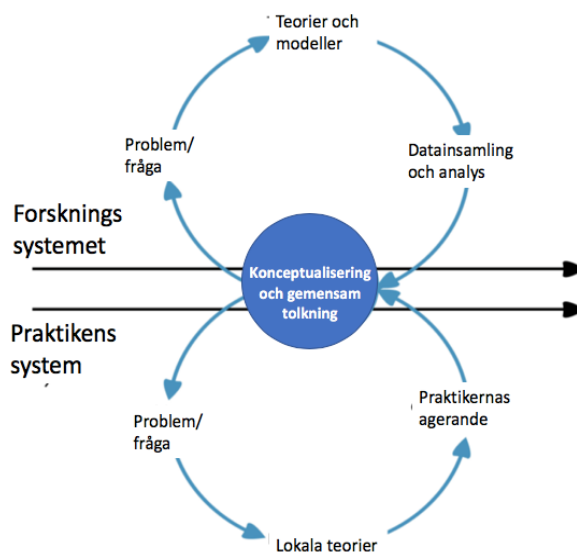 Teorier och
modeller
Problem/
fråga
Datainsamling
och analys
Forsknings
systemet
Konceptualisering
och gemensam
tolkning
Praktikens
system
Problem/
fråga
Praktikernas
agerande
Lokala teorier